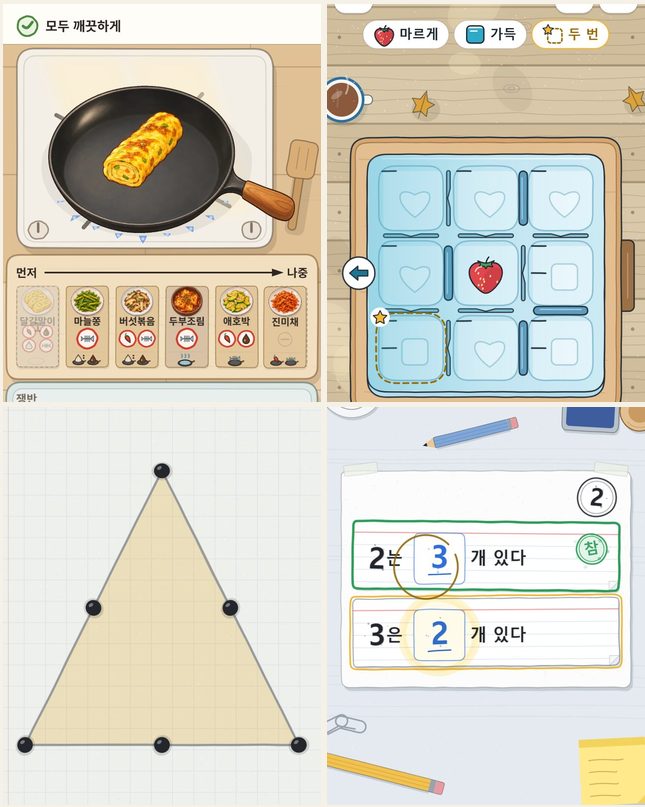 모두 깨끗하게
먼저
나중
달걀말이
마늘쫑
버섯볶음
두부조림
애호박
진미채
쟁반
마르게
가득
두 번
2
2는 3 개 있다
참
3은 2 개 있다